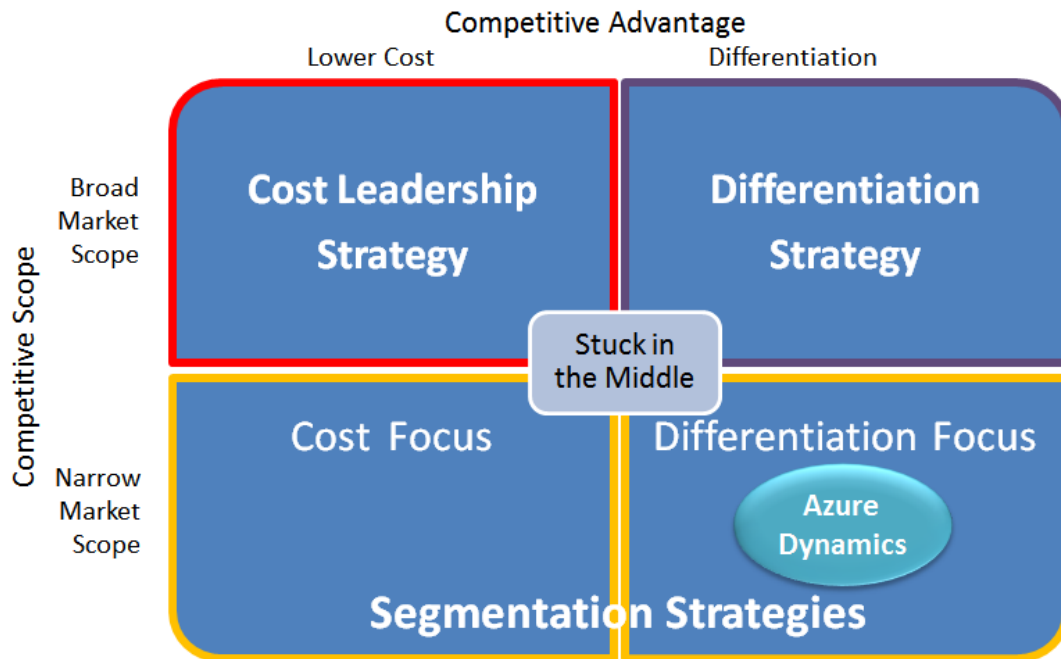 Competitive Advantage
Lower Cost
Differentiation
Competitive Scope
Broad
Market
Scope
Cost Leadership
Strategy
Differentiation
Strategy
Stuck in
the Middle
Narrow
Market
Scope
Cost Focus
Differentiation Focus
Azure
Dynamics
Segmentation Strategies